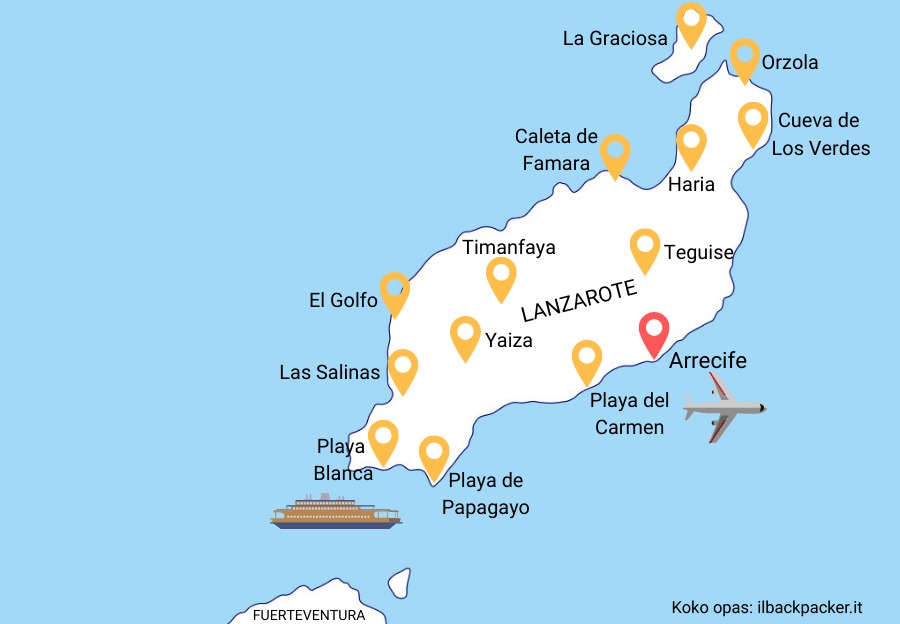 La Graciosa
Orzola
Cueva de
Los Verdes
Caleta de
Famara
Haria
Timanfaya
Teguise
El Golfo
LANZAROTE
Yaiza
Las Salinas
Arrecife
Playa del
Carmen
Playa
Blanca
Playa de
Papagayo
FUERTEVENTURA
Koko opas: ilbackpacker.it